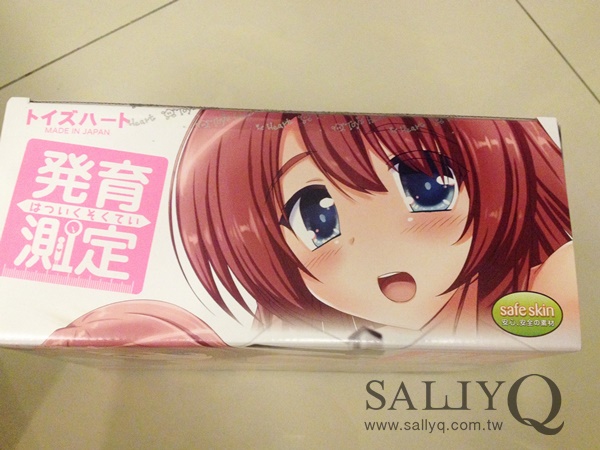 トイズハート
MADE IN JAPAN
発育
はついくそくてい
測定
safe skin
安心、安全の素材
SALLYQ
www.sallyq.com.tw